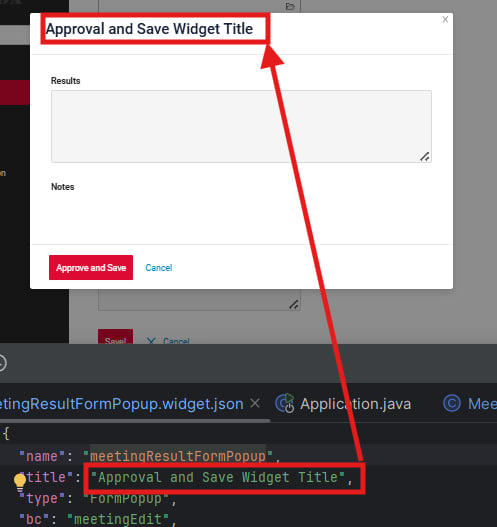 Approval and Save Widget Title
Results
Notes
Approve and Save
Cancel
Save!
Cancel
etingResultFormPopup.widget.json
Application.java
Mee
{
"name": "meetingResultFormPopup",
"title": "Approval and Save Widget Title",
"type": "FormPopup",
"bc": "meetingEdit",